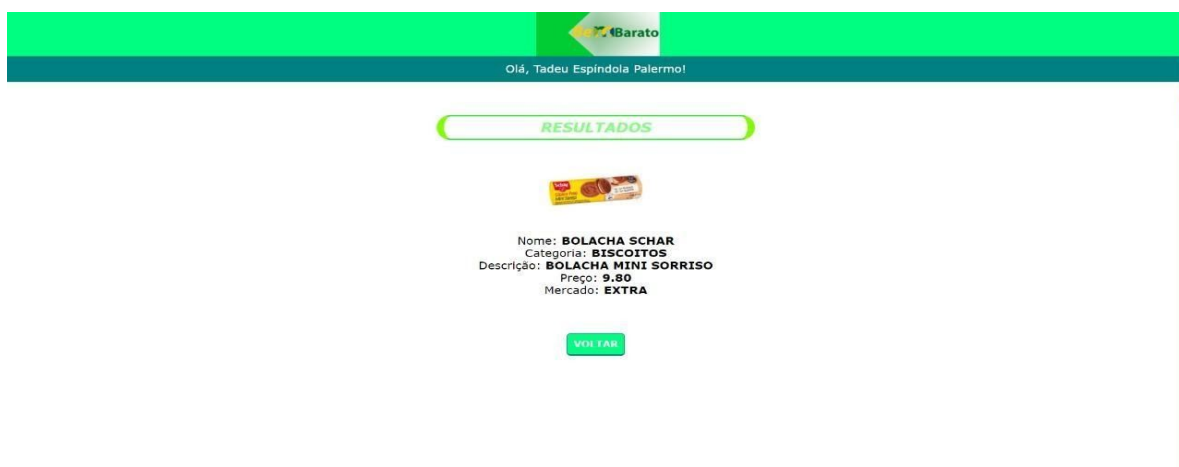 Barato
Olá, Tadeu Espíndola Palermo!
RESULTADOS
Schär
Nome: BOLACHA SCHAR
Categoria: BISCOITOS
Descrição: BOLACHA MINI SORRISO
Preço: 9.80
Mercado: EXTRA
VOLTAR